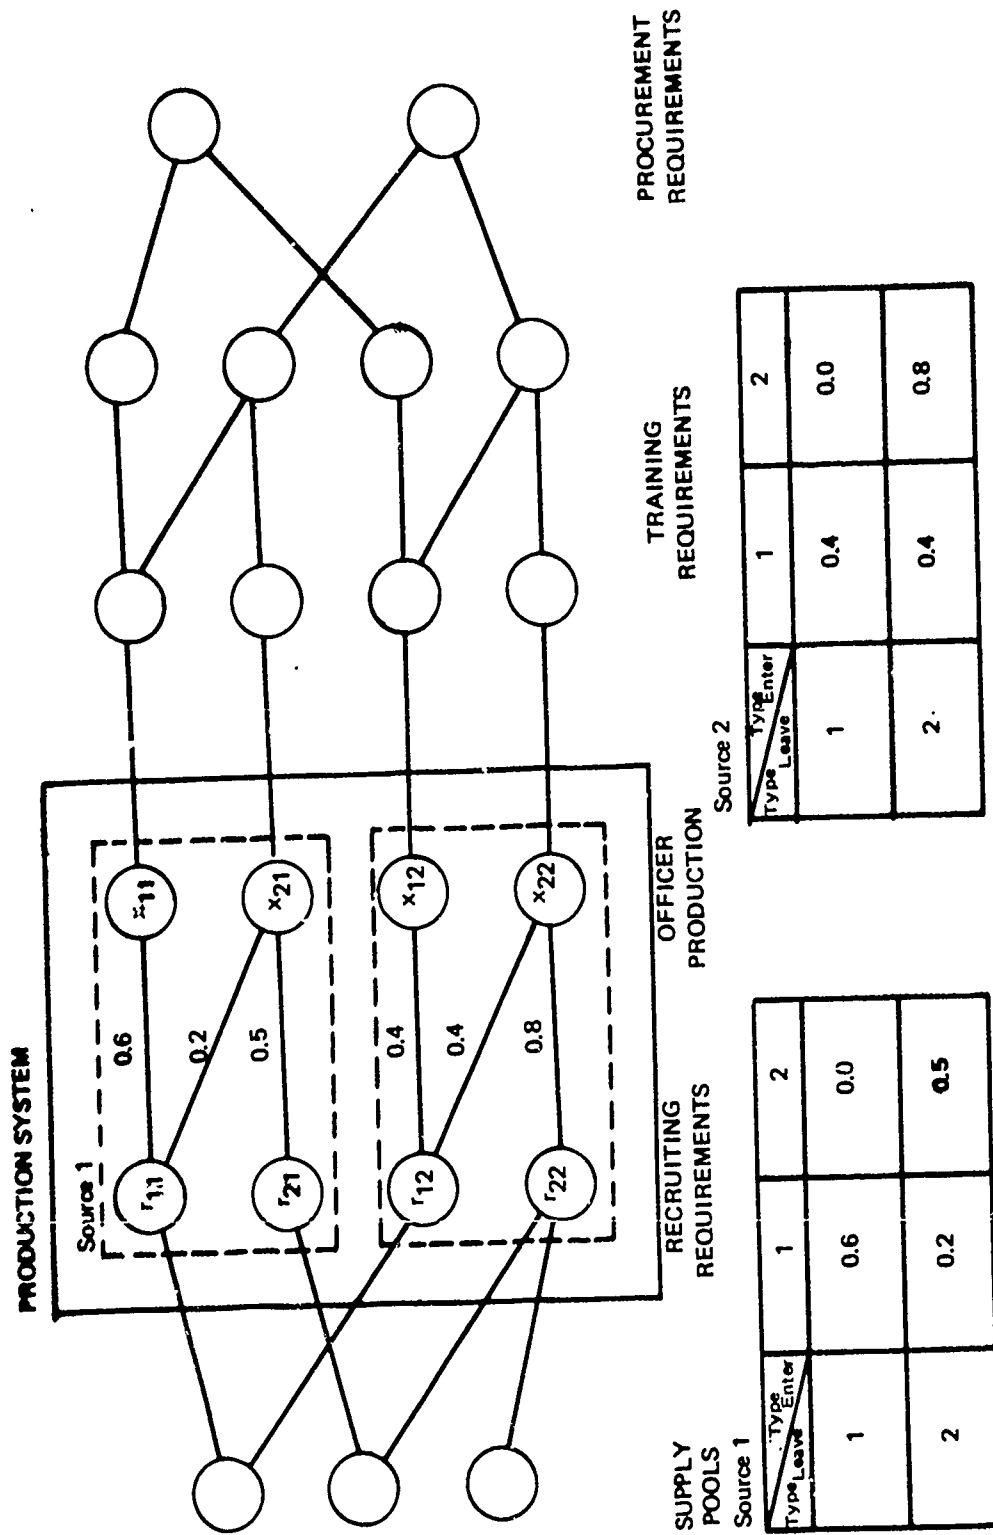 PRODUCTION SYSTEM
Source 1
r11
r21
r12
r22
0.6
0.2
0.5
0.4
0.4
0.8
x11
x21
x12
x22
SUPPLY
POOLS
RECRUITING
REQUIREMENTS
OFFICER
PRODUCTION
TRAINING
REQUIREMENTS
PROCUREMENT
REQUIREMENTS
Source 1
Type Enter
Type Leave
1
2
1
0.6
0.0
2
0.2
0.5
Source 2
Type Enter
Type Leave
1
2
1
0.4
0.0
2
0.4
0.8